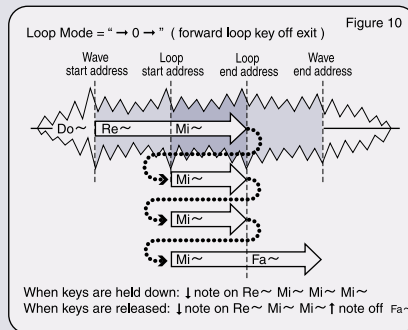 Figure 10
Loop Mode = “ → 0 → ” ( forward loop key off exit )
Wave start address
Loop start address
Loop end address
Wave end address
Do～ Re～ Mi～
Mi～
Mi～
Mi～ Fa～
When keys are held down: ↓note on Re～ Mi～ Mi～ Mi～
When keys are released: ↓note on Re～ Mi～ Mi～↑note off Fa～